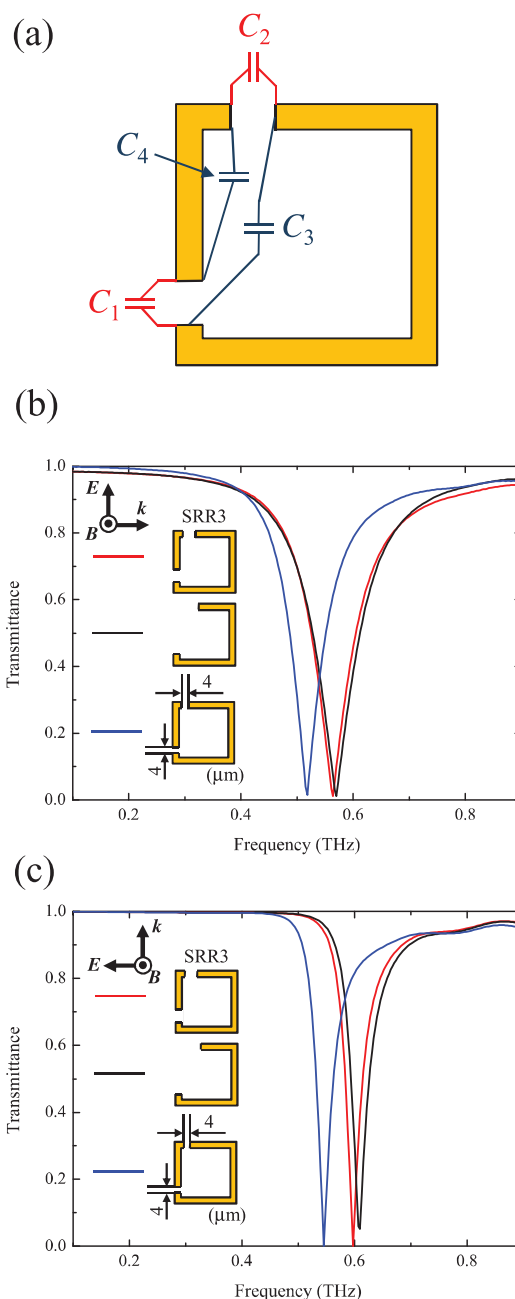 (a)
C2
C4
C3
C1
(b)
E
k
B
SRR3
4
4
(μm)
Transmittance
1.0
0.8
0.6
0.4
0.2
0.0
0.2 0.4 0.6 0.8
Frequency (THz)
(c)
k
E
B
SRR3
4
4
(μm)
Transmittance
1.0
0.8
0.6
0.4
0.2
0.0
0.2 0.4 0.6 0.8
Frequency (THz)